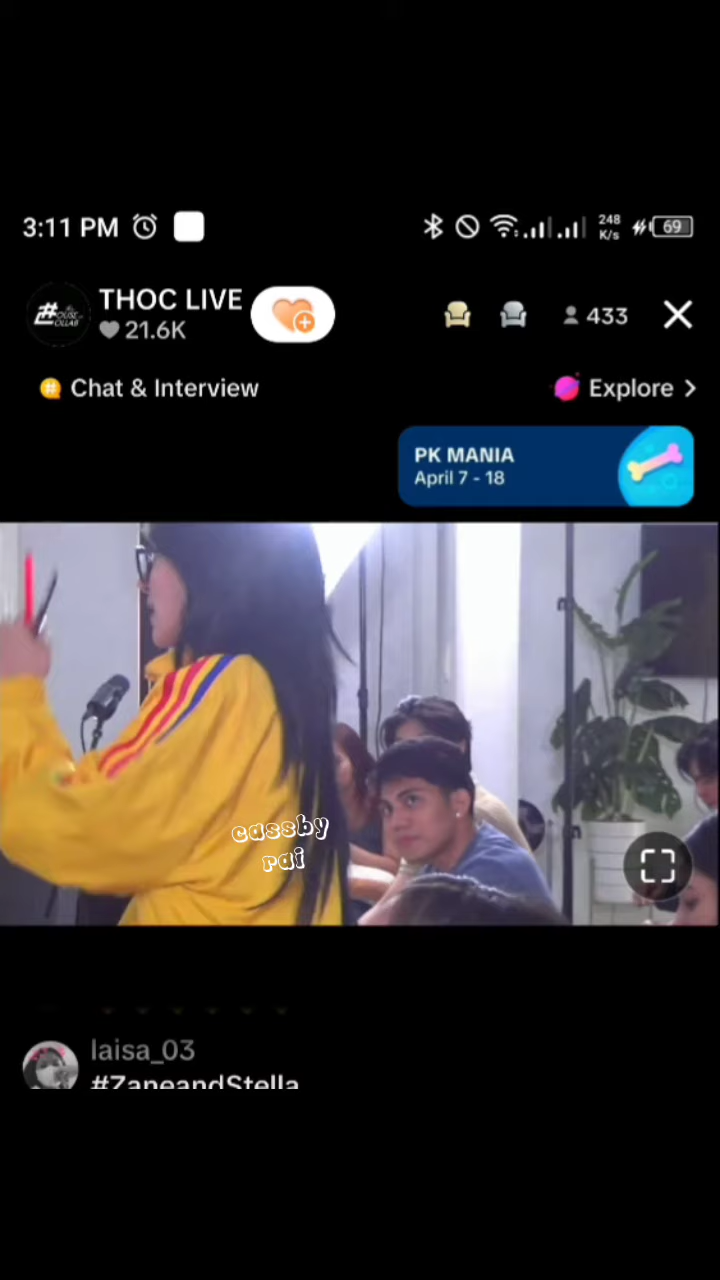 3:11 PM
248
K/s
69
THOC LIVE
21.6K
433
Chat & Interview
Explore
PK MANIA
April 7 - 18
cassby
rai
laisa_03
#ZaneandStella